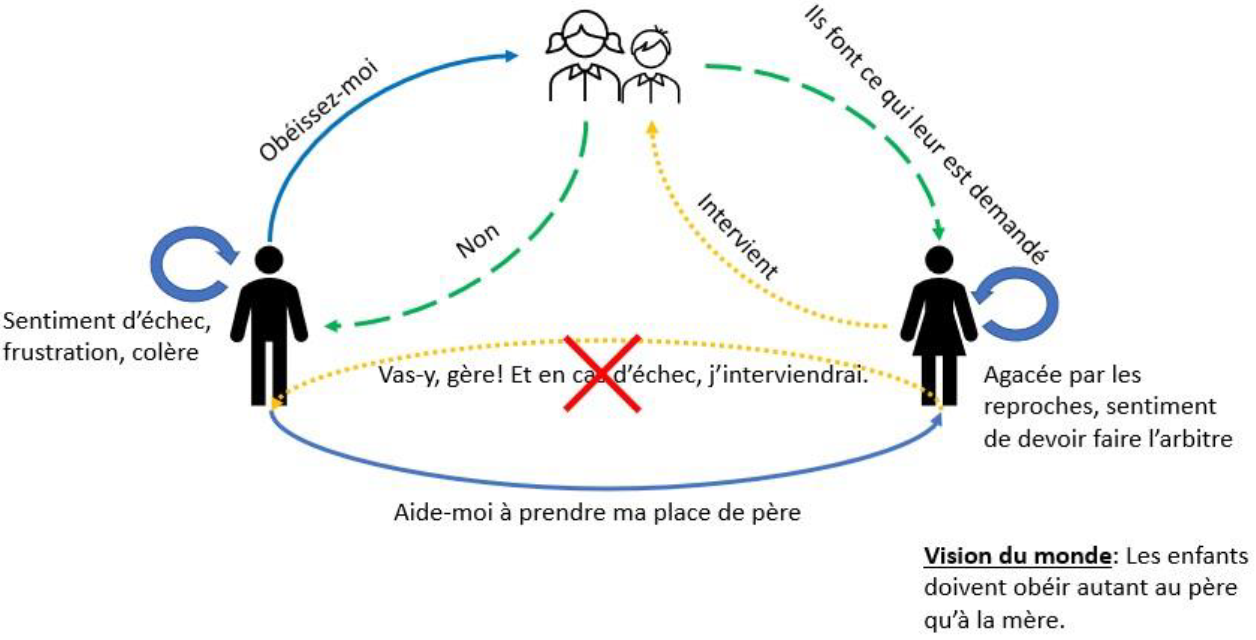 Obéissez-moi
Ils font ce qui leur est demandé
Non
Intervient
Sentiment d'échec,
frustration, colère
Vas-y, gère! Et en cas d'échec, j'interviendrai.
Agacée par les
reproches, sentiment
de devoir faire l'arbitre
Aide-moi à prendre ma place de père
Vision du monde: Les enfants
doivent obéir autant au père
qu'à la mère.